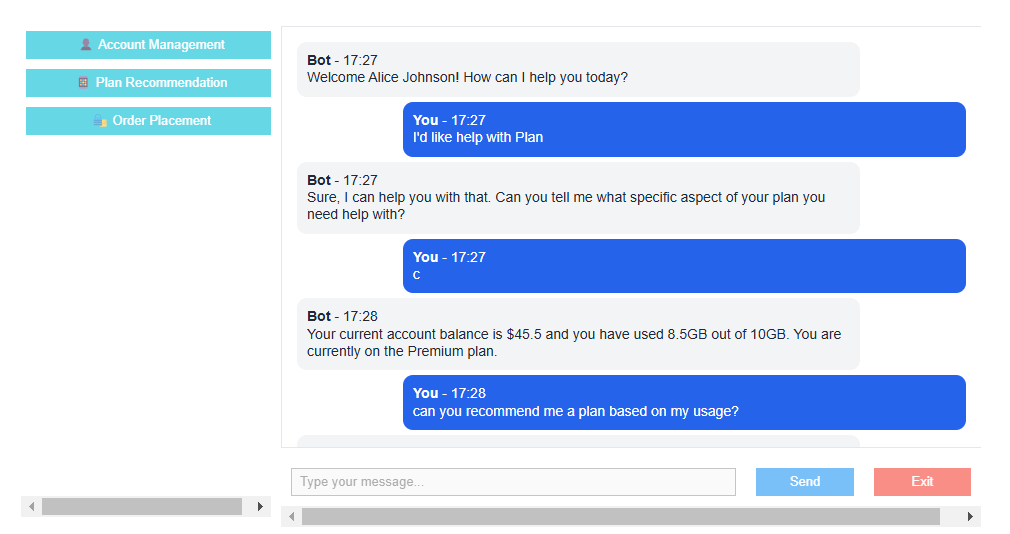 Account Management
Plan Recommendation
Order Placement
Bot - 17:27
Welcome Alice Johnson! How can I help you today?
You - 17:27
I'd like help with Plan
Bot - 17:27
Sure, I can help you with that. Can you tell me what specific aspect of your plan you
need help with?
You - 17:27
c
Bot - 17:28
Your current account balance is $45.5 and you have used 8.5GB out of 10GB. You are
currently on the Premium plan.
You - 17:28
can you recommend me a plan based on my usage?
Type your message...
Send
Exit